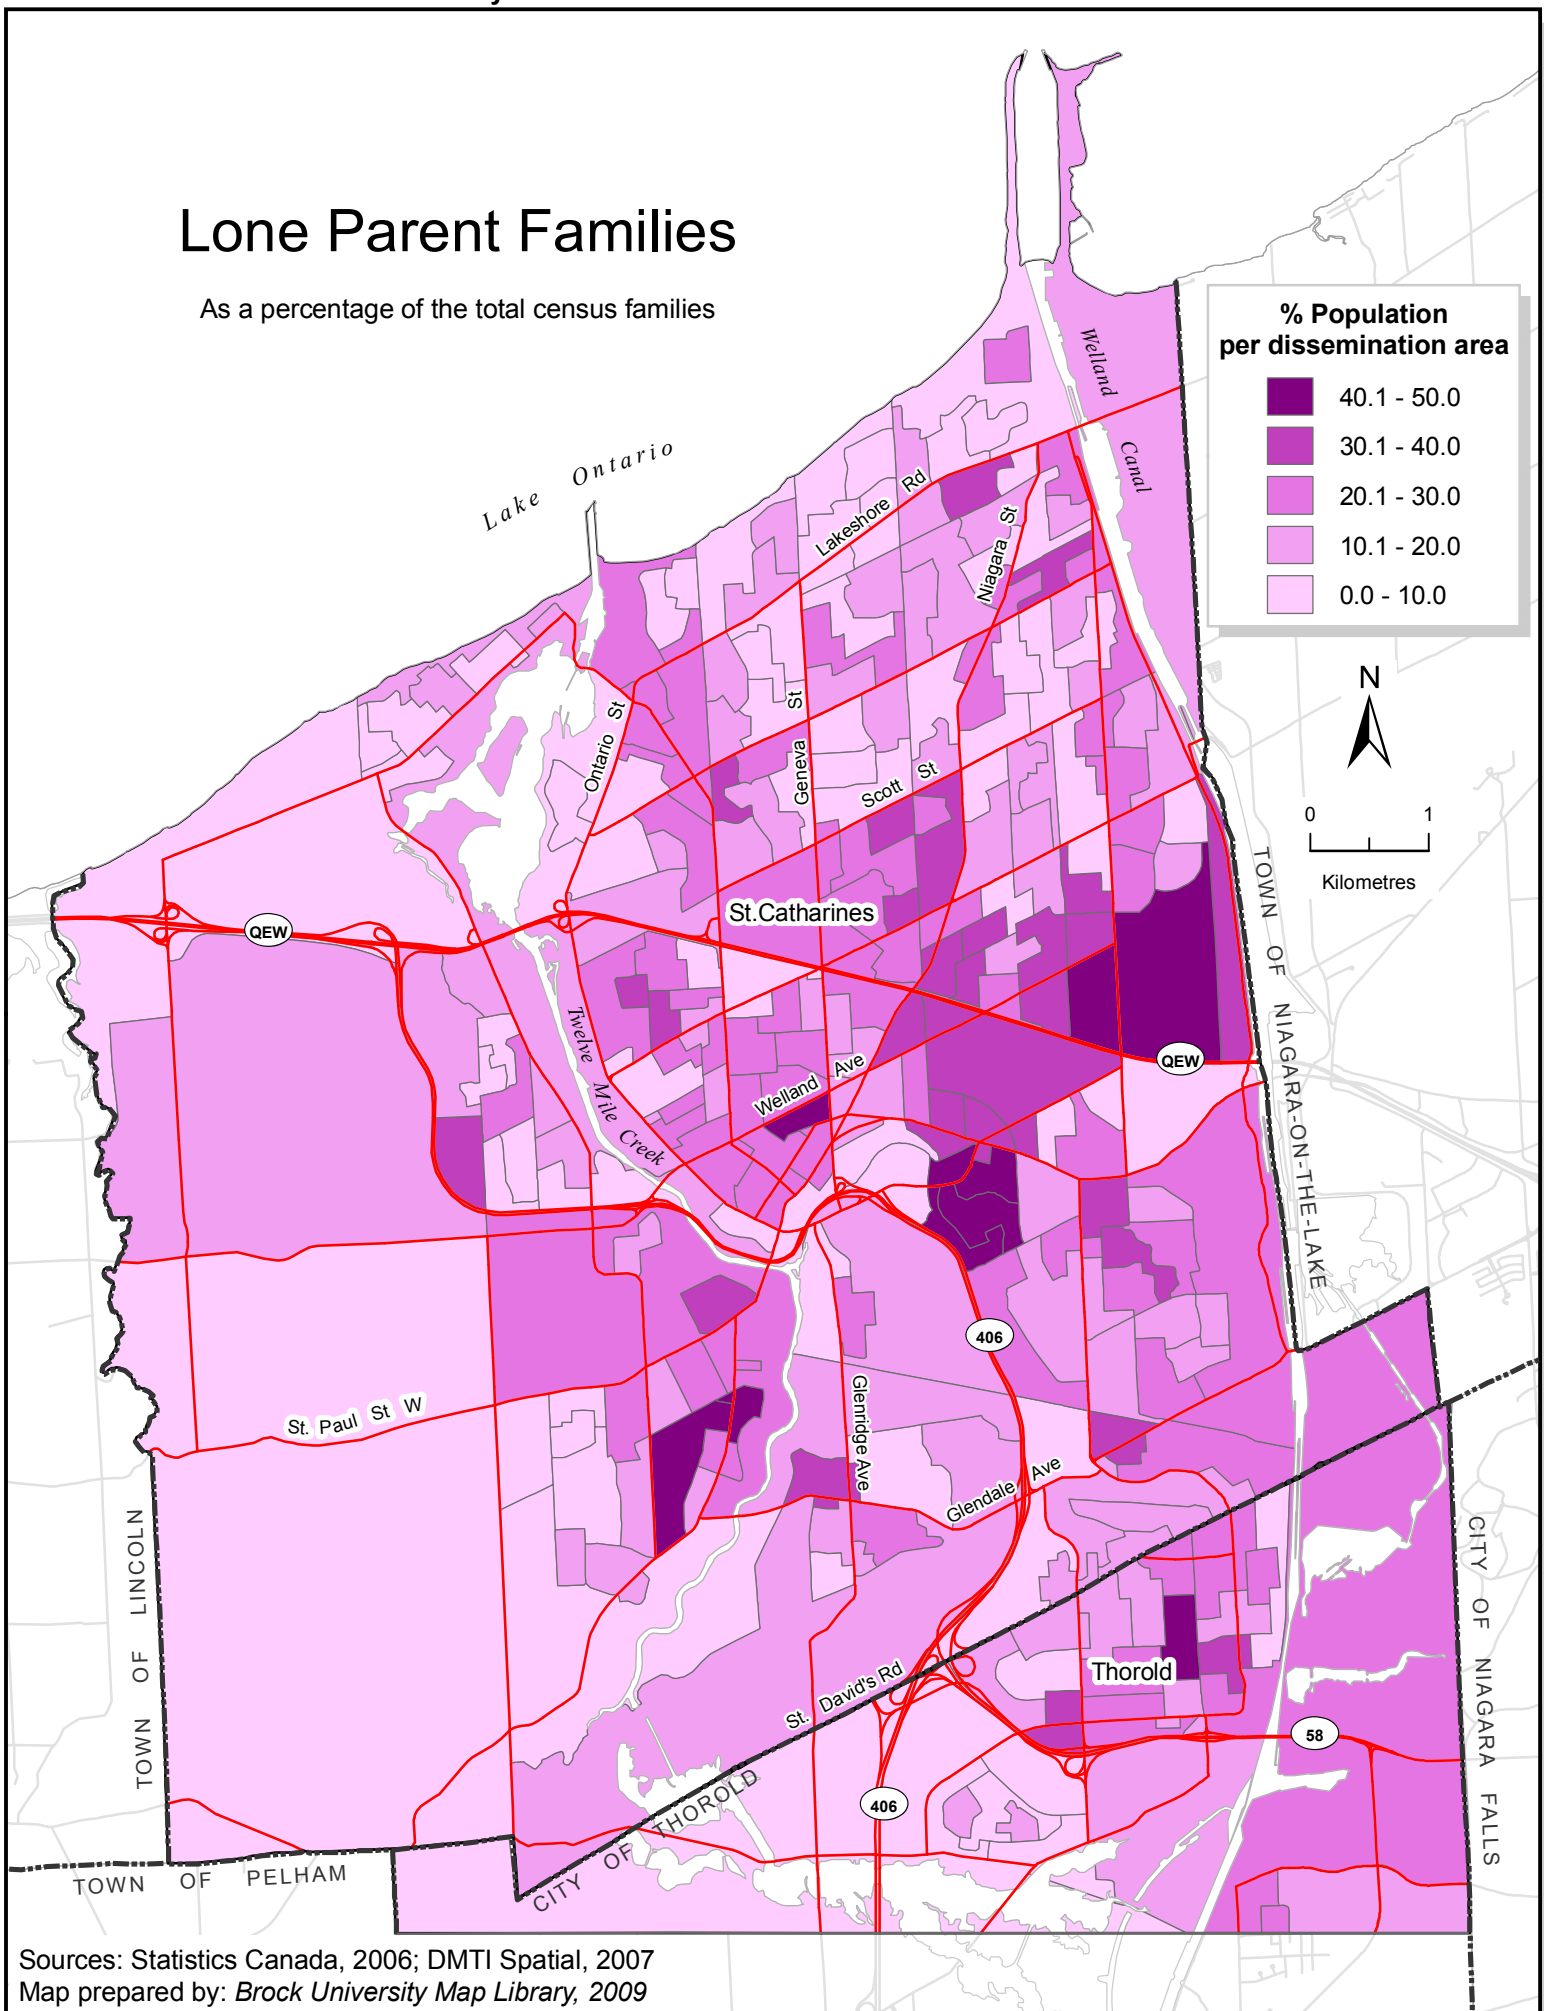 Lone Parent Families
As a percentage of the total census families
% Population
per dissemination area
40.1 - 50.0
30.1 - 40.0
20.1 - 30.0
10.1 - 20.0
0.0 - 10.0
N
0 1
Kilometres
Lake Ontario
Welland Canal
Lakeshore Rd
Niagara St
Ontario St
Geneva St
Scott St
St.Catharines
QEW
QEW
Twelve Mile Creek
Welland Ave
TOWN OF NIAGARA-ON-THE-LAKE
406
St. Paul St W
Glenridge Ave
Glendale Ave
TOWN OF LINCOLN
CITY OF NIAGARA FALLS
Thorold
St. David's Rd
58
406
CITY OF THOROLD
TOWN OF PELHAM
Sources: Statistics Canada, 2006; DMTI Spatial, 2007
Map prepared by: Brock University Map Library, 2009